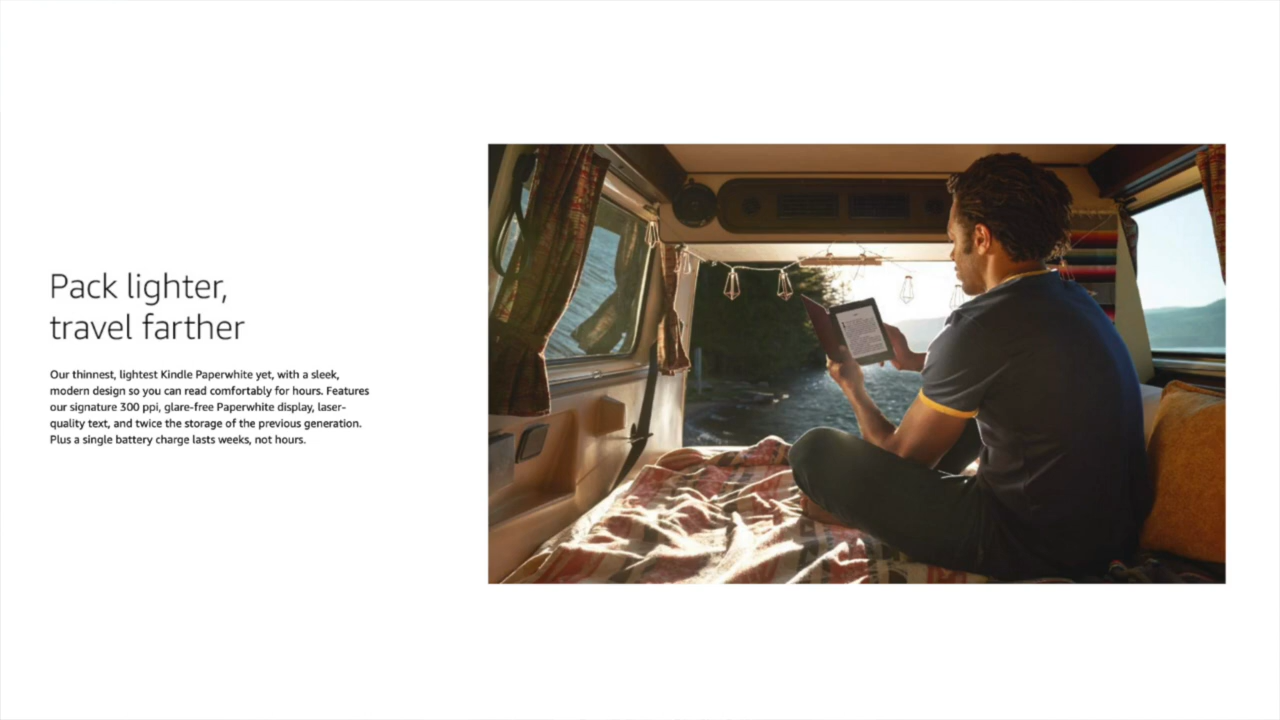 Pack lighter,
travel farther
Our thinnest, lightest Kindle Paperwhite yet, with a sleek,
modern design so you can read comfortably for hours. Features
our signature 300 ppi, glare-free Paperwhite display, laser-
quality text, and twice the storage of the previous generation.
Plus a single battery charge lasts weeks, not hours.